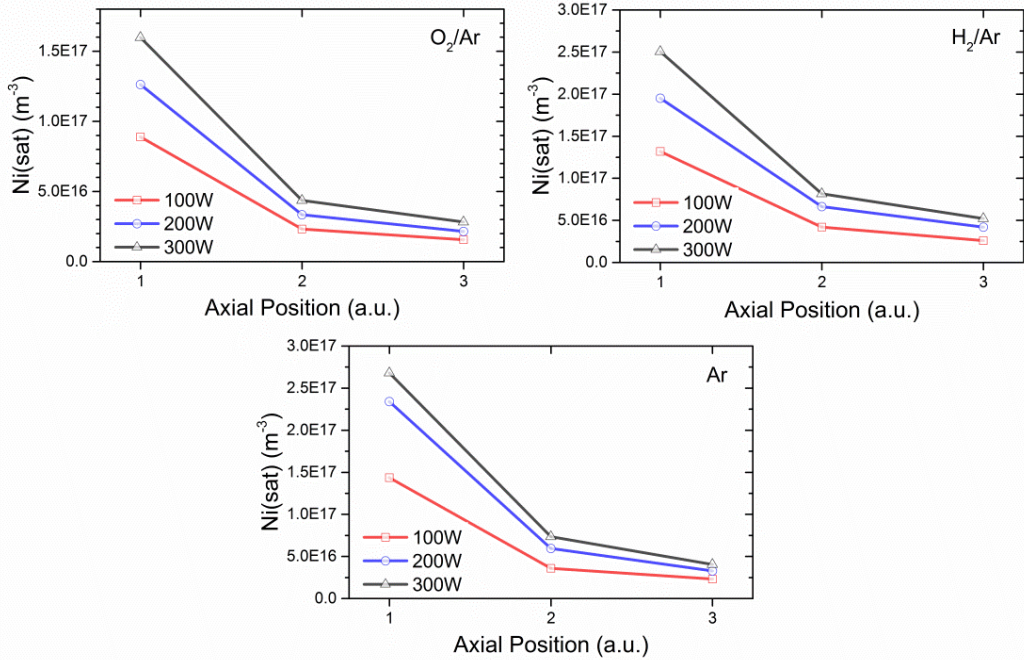 O2/Ar
Ni(sat) (m-3)
1.5E17
1.0E17
5.0E16
0.0
100W
200W
300W
1 2 3
Axial Position (a.u.)
H2/Ar
Ni(sat) (m-3)
3.0E17
2.5E17
2.0E17
1.5E17
1.0E17
5.0E16
0.0
100W
200W
300W
1 2 3
Axial Position (a.u.)
Ar
Ni(sat) (m-3)
3.0E17
2.5E17
2.0E17
1.5E17
1.0E17
5.0E16
0.0
100W
200W
300W
1 2 3
Axial Position (a.u.)